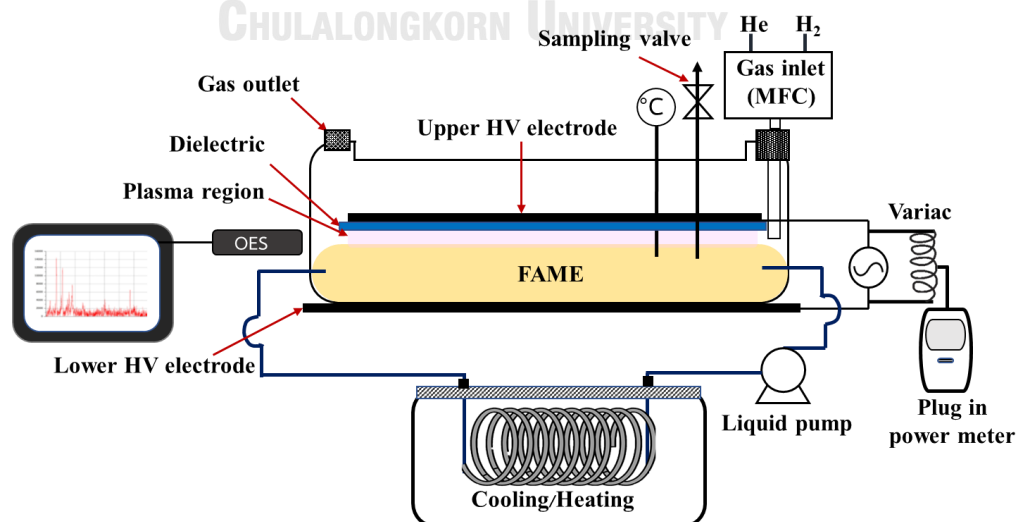 CHULALONGKORN UNIVERSITY
He H₂
Sampling valve
Gas inlet
(MFC)
Gas outlet
°C
Upper HV electrode
Dielectric
Plasma region
Variac
OES
FAME
Lower HV electrode
Liquid pump
Plug in
power meter
Cooling/Heating